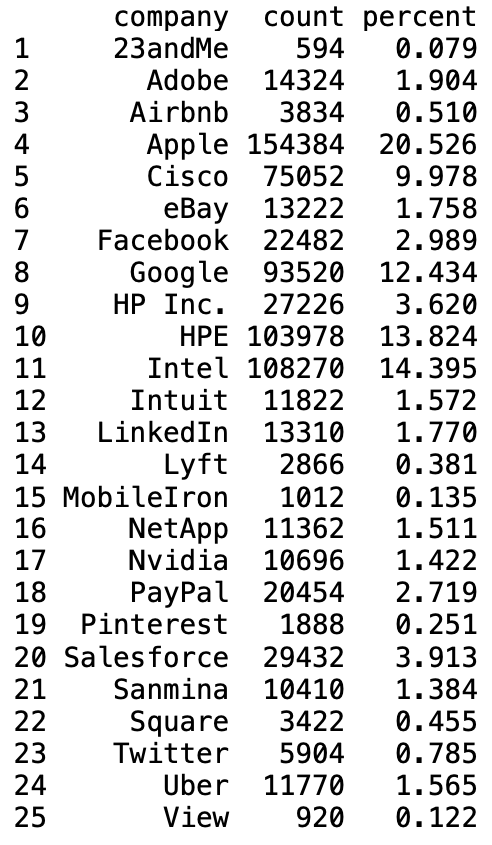 company count percent
1 23andMe 594 0.079
2 Adobe 14324 1.904
3 Airbnb 3834 0.510
4 Apple 154384 20.526
5 Cisco 75052 9.978
6 eBay 13222 1.758
7 Facebook 22482 2.989
8 Google 93520 12.434
9 HP Inc. 27226 3.620
10 HPE 103978 13.824
11 Intel 108270 14.395
12 Intuit 11822 1.572
13 LinkedIn 13310 1.770
14 Lyft 2866 0.381
15 MobileIron 1012 0.135
16 NetApp 11362 1.511
17 Nvidia 10696 1.422
18 PayPal 20454 2.719
19 Pinterest 1888 0.251
20 Salesforce 29432 3.913
21 Sanmina 10410 1.384
22 Square 3422 0.455
23 Twitter 5904 0.785
24 Uber 11770 1.565
25 View 920 0.122